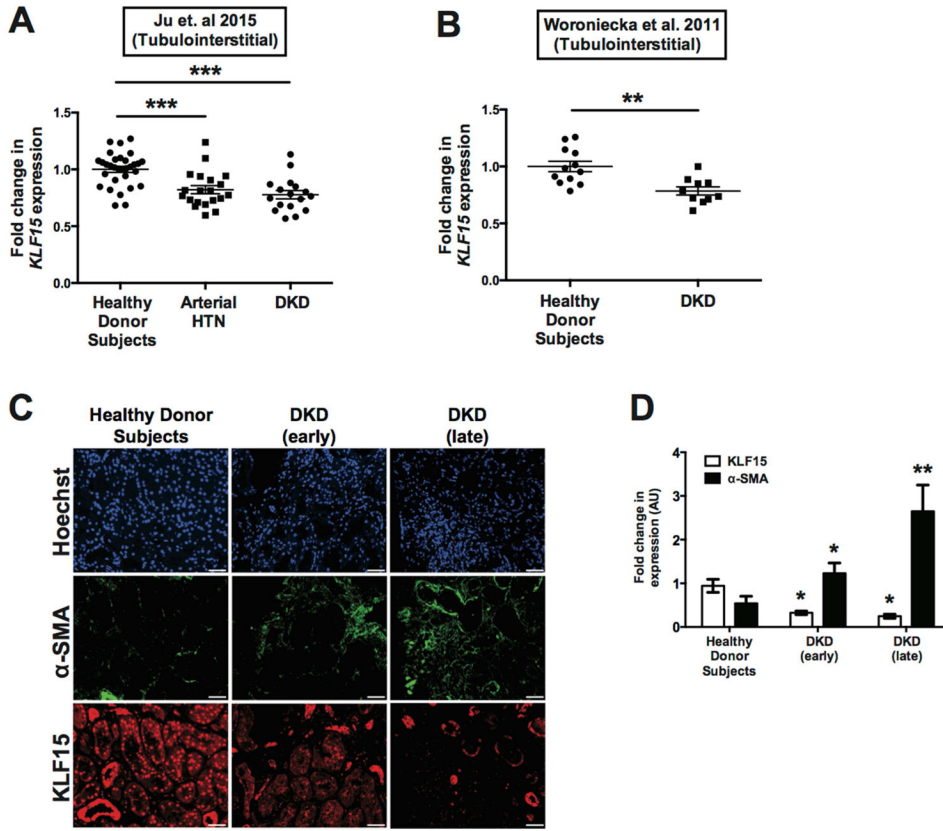 A
Ju et. al 2015
(Tubulointerstitial)
***
***
Fold change in
KLF15 expression
1.5
1.0
0.5
0.0
Healthy
Donor
Subjects
Arterial
HTN
DKD
B
Woroniecka et al. 2011
(Tubulointerstitial)
**
Fold change in
KLF15 expression
1.5
1.0
0.5
0.0
Healthy
Donor
Subjects
DKD
C
Healthy Donor
Subjects
DKD
(early)
DKD
(late)
Hoechst
α-SMA
KLF15
D
KLF15
α-SMA
Fold change in
expression (AU)
4
3
2
1
0
*
*
*
**
Healthy
Donor
Subjects
DKD
(early)
DKD
(late)